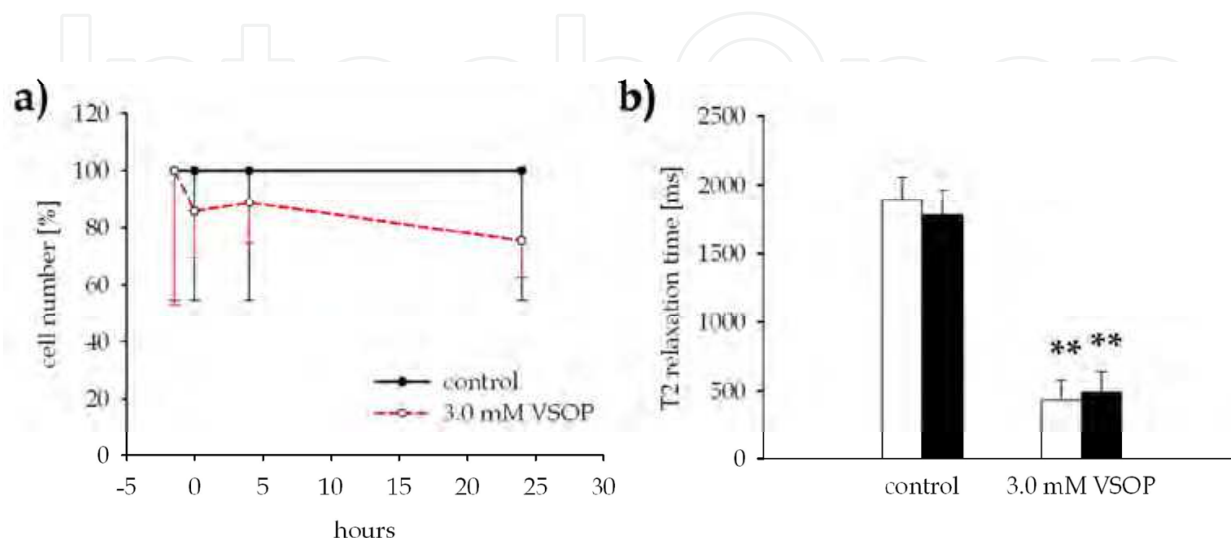 IntechOpen
a)
120
100
80
60
40
20
0
cell number [%]
-5 0 5 10 15 20 25 30
hours
control
3.0 mM VSOP
b)
2500
2000
1500
1000
500
0
T2 relaxation time [ms]
** **
control 3.0 mM VSOP